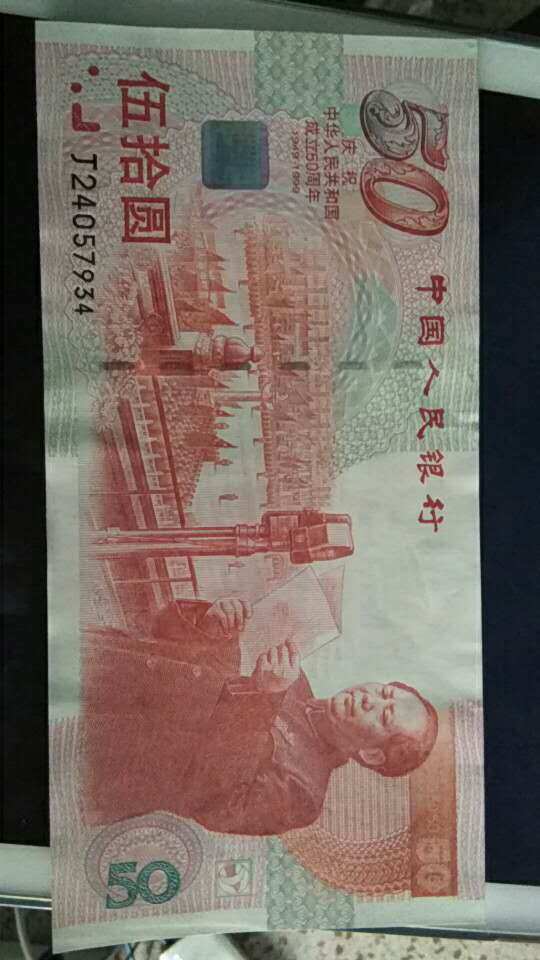 中国人民银行
50
庆祝
中华人民共和国
成立50周年
1949-1999
伍拾圆
J24057934
50